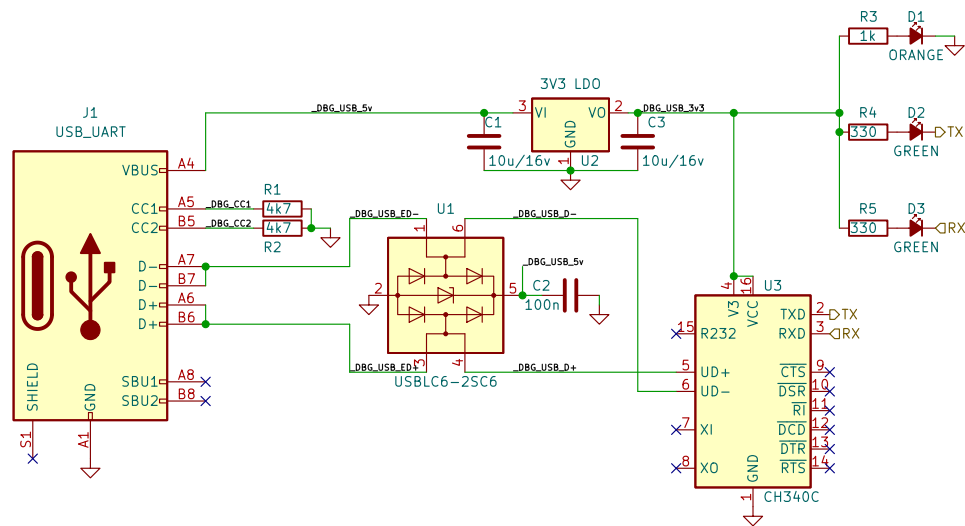 R3
1k
D1
ORANGE
3V3 LDO
_DBG_USB_5v
3
VI
VO
2
_DBG_USB_3v3
GND
1
U2
C1
10u/16v
C3
10u/16v
R4
330
D2
TX
GREEN
R5
330
D3
RX
GREEN
J1
USB_UART
VBUS
A4
CC1
A5
_DBG_CC1
CC2
B5
_DBG_CC2
R1
4k7
4k7
R2
D-
A7
D-
B7
D+
A6
D+
B6
SBU1
A8
SBU2
B8
SHIELD
GND
S1
A1
_DBG_USB_ED-
U1
_DBG_USB_D-
1
6
2
5
_DBG_USB_5v
C2
100n
3
4
_DBG_USB_ED+
_DBG_USB_D+
USBLC6-2SC6
4
16
U3
V3
VCC
TXD
2
TX
RXD
3
RX
15
R232
5
UD+
6
UD-
7
XI
8
XO
CTS
9
DSR
10
RI
11
DCD
12
DTR
13
RTS
14
GND
1
CH340C